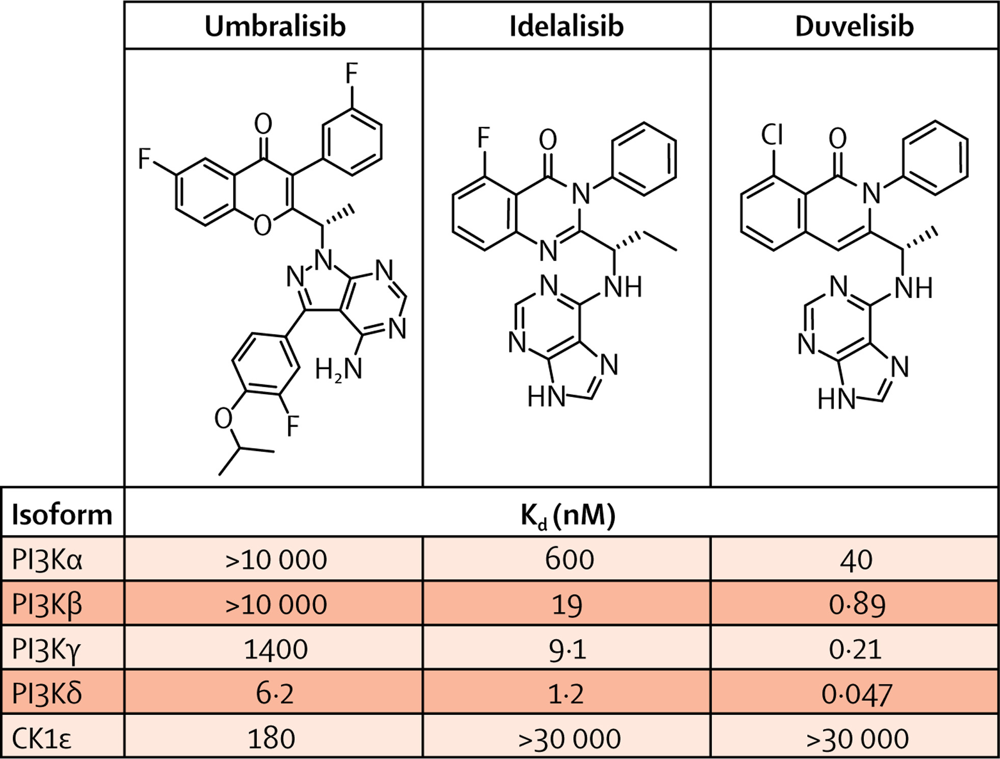 Umbralisib Idelalisib Duvelisib
F
O
F
O
N
N
N
N
N
H2N
O
F
F
O
N
N
NH
N
N
N
HN
Cl
O
N
NH
N
N
N
HN
Isoform Kd (nM)
PI3Kα >10 000 600 40
PI3Kβ >10 000 19 0·89
PI3Kγ 1400 9·1 0·21
PI3Kδ 6·2 1·2 0·047
CK1ε 180 >30 000 >30 000